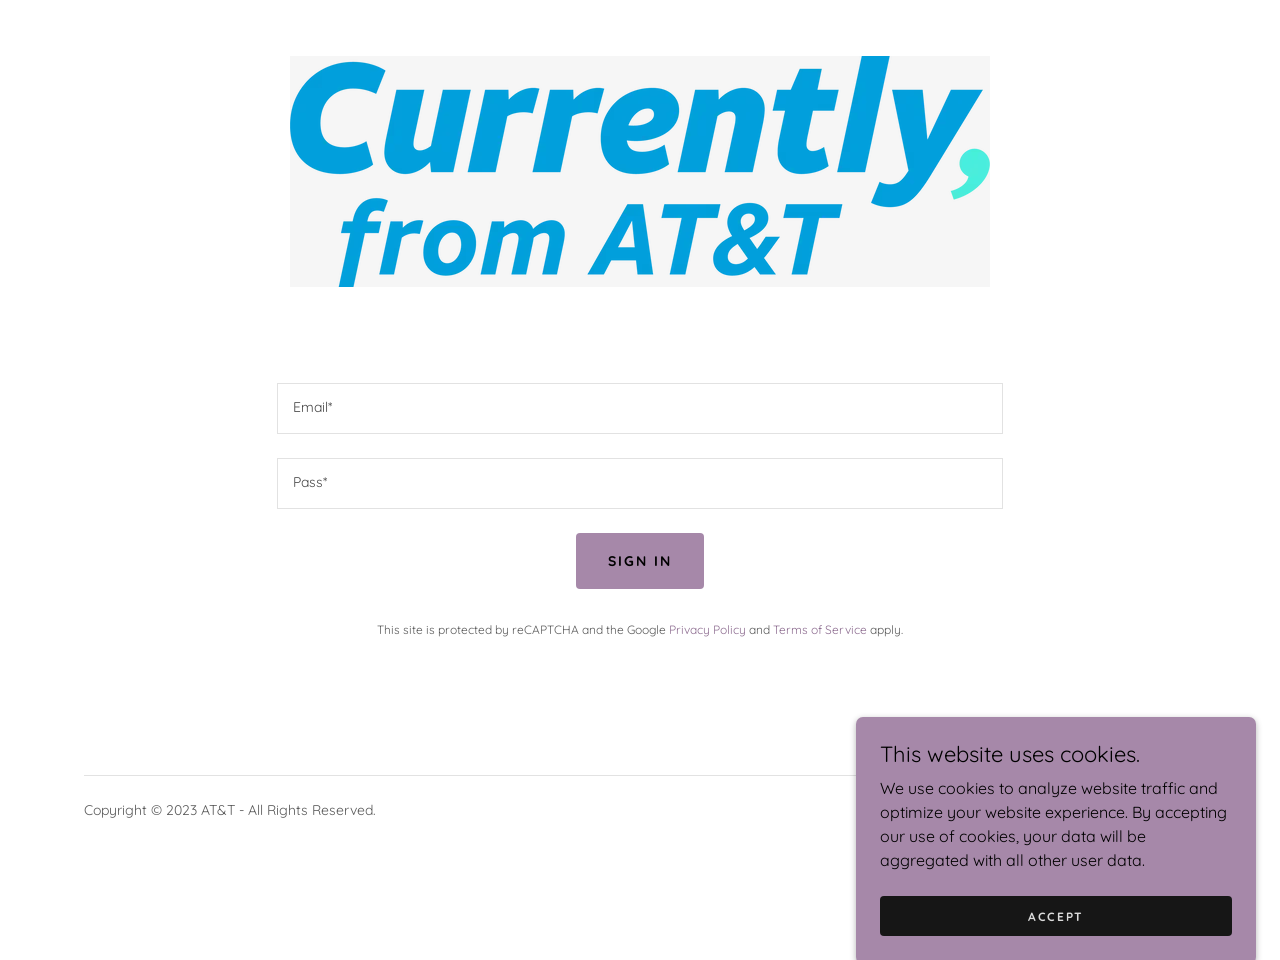 Currently,
from AT&T
Email*
Pass*
SIGN IN
This site is protected by reCAPTCHA and the Google Privacy Policy and Terms of Service apply.
Copyright © 2023 AT&T - All Rights Reserved.
This website uses cookies.
We use cookies to analyze website traffic and
optimize your website experience. By accepting
our use of cookies, your data will be
aggregated with all other user data.
ACCEPT